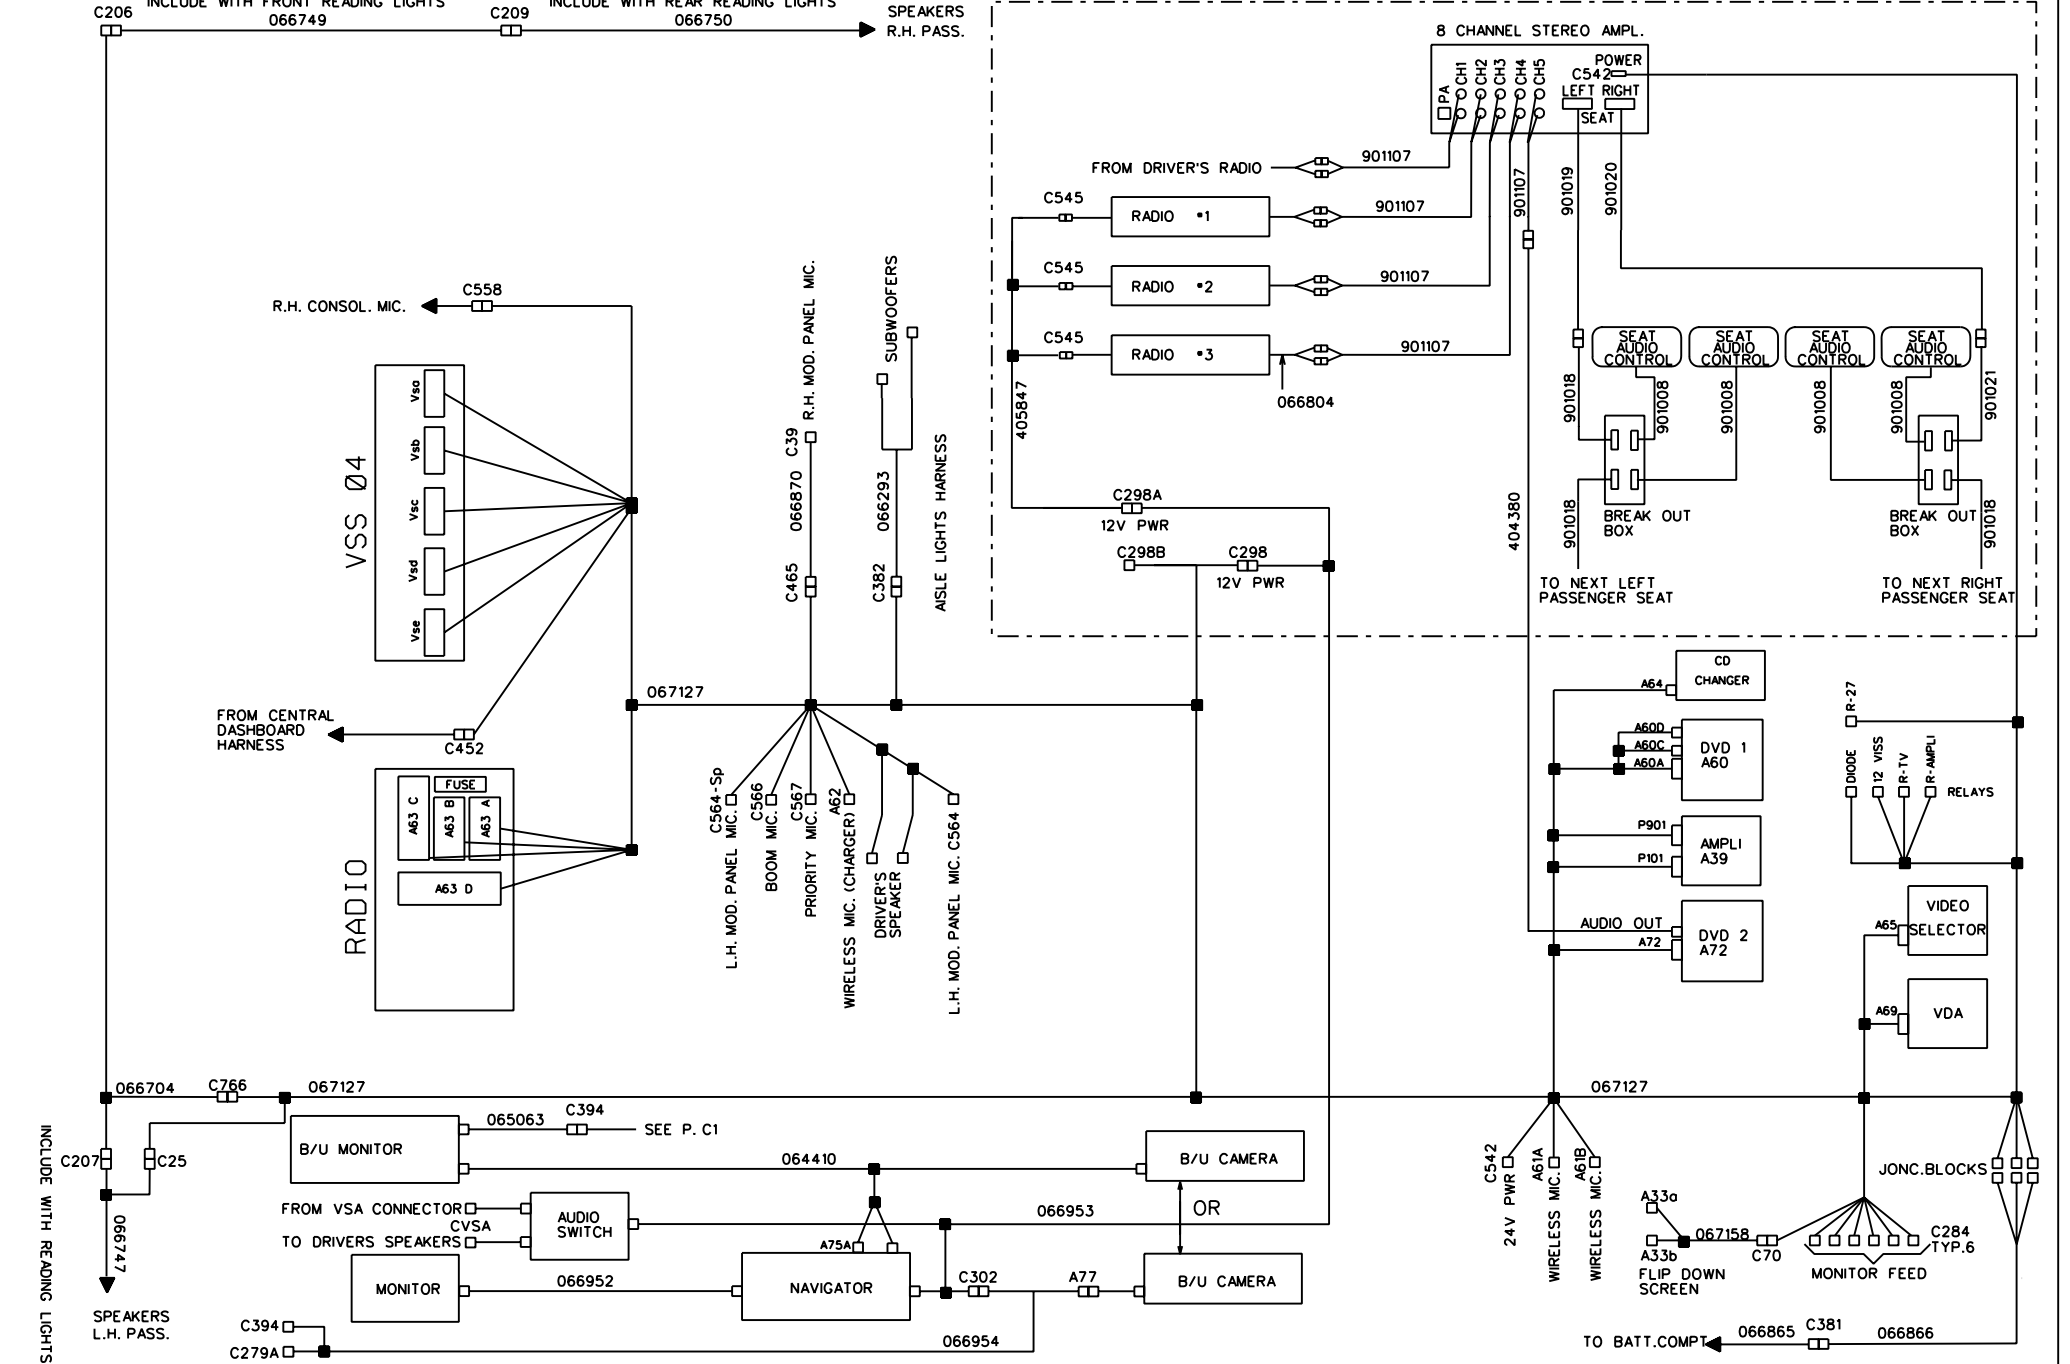 INCLUDE WITH FRONT READING LIGHTS
INCLUDE WITH REAR READING LIGHTS
C206
066749
C209
066750
SPEAKERS
R.H. PASS.
8 CHANNEL STEREO AMPL.
POWER
C542
LEFT RIGHT
SEAT
PA
CH1
CH2
CH3
CH4
CH5
FROM DRIVER'S RADIO
901107
C545
RADIO *1
901107
C545
RADIO *2
901107
C545
RADIO *3
901107
066804
405847
901107
901019
901020
C298A
12V PWR
C298B
C298
12V PWR
404380
SEAT
AUDIO
CONTROL
SEAT
AUDIO
CONTROL
SEAT
AUDIO
CONTROL
SEAT
AUDIO
CONTROL
901018
901008
901008
901008
901008
901021
BREAK OUT
BOX
BREAK OUT
BOX
901018
901018
TO NEXT LEFT
PASSENGER SEAT
TO NEXT RIGHT
PASSENGER SEAT
R.H. CONSOL. MIC.
C558
VSS 04
Vsa
Vsb
Vsc
Vsd
Vse
FROM CENTRAL
DASHBOARD
HARNESS
C452
R.H. MOD. PANEL MIC.
C39
066870
C465
SUBWOOFERS
066293
C382
AISLE LIGHTS HARNESS
067127
RADIO
FUSE
A63 C
A63 B
A63 A
A63 D
C564-Sp
L.H. MOD. PANEL MIC.
C566
BOOM MIC.
C567
PRIORITY MIC.
A62
WIRELESS MIC. (CHARGER)
DRIVER'S
SPEAKER
L.H. MOD. PANEL MIC. C564
A64
CD
CHANGER
A60D
A60C
A60A
DVD 1
A60
P901
P101
AMPLI
A39
AUDIO OUT
A72
DVD 2
A72
R-27
DIODE
12 VISS
R-TV
R-AMPLI
RELAYS
A65
VIDEO
SELECTOR
A69
VDA
066704
C766
067127
067127
INCLUDE WITH READING LIGHTS
C207
C25
066747
SPEAKERS
L.H. PASS.
B/U MONITOR
065063
C394
SEE P. C1
064410
B/U CAMERA
OR
FROM VSA CONNECTOR
CVSA
TO DRIVERS SPEAKERS
AUDIO
SWITCH
066953
A75A
MONITOR
066952
NAVIGATOR
C302
A77
B/U CAMERA
C394
C279A
066954
C542
24V PWR
A61A
WIRELESS MIC.
A61B
WIRELESS MIC.
A33a
A33b
067158
C70
FLIP DOWN
SCREEN
C284
TYP.6
MONITOR FEED
JONC.BLOCKS
TO BATT.COMPT
066865
C381
066866